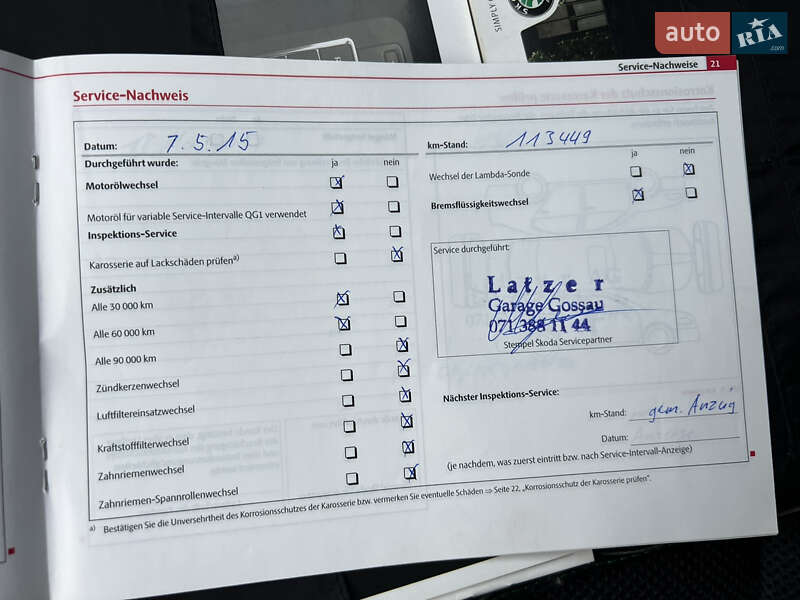 SIMPLY
auto RIA .com
Service-Nachweise 21
Service-Nachweis
Datum: 7.5.15
Durchgeführt wurde: ja nein
Motorölwechsel
Motoröl für variable Service-Intervalle QG1 verwendet
Inspektions-Service
Karosserie auf Lackschäden prüfen a)
Zusätzlich
Alle 30 000 km
Alle 60 000 km
Alle 90 000 km
Zündkerzenwechsel
Luftfiltereinsatzwechsel
Kraftstofffilterwechsel
Zahnriemenwechsel
Zahnriemen-Spannrollenwechsel
km-Stand: 113449
ja nein
Wechsel der Lambda-Sonde
Bremsflüssigkeitswechsel
Service durchgeführt:
Latzer
Garage Gossau
071 388 11 44
Stempel Škoda Servicepartner
Nächster Inspektions-Service:
km-Stand: gem. Anzeig
Datum:
(je nachdem, was zuerst eintritt bzw. nach Service-Intervall-Anzeige)
a) Bestätigen Sie die Unversehrtheit des Korrosionsschutzes der Karosserie bzw. vermerken Sie eventuelle Schäden ⇒ Seite 22, „Korrosionsschutz der Karosserie prüfen".